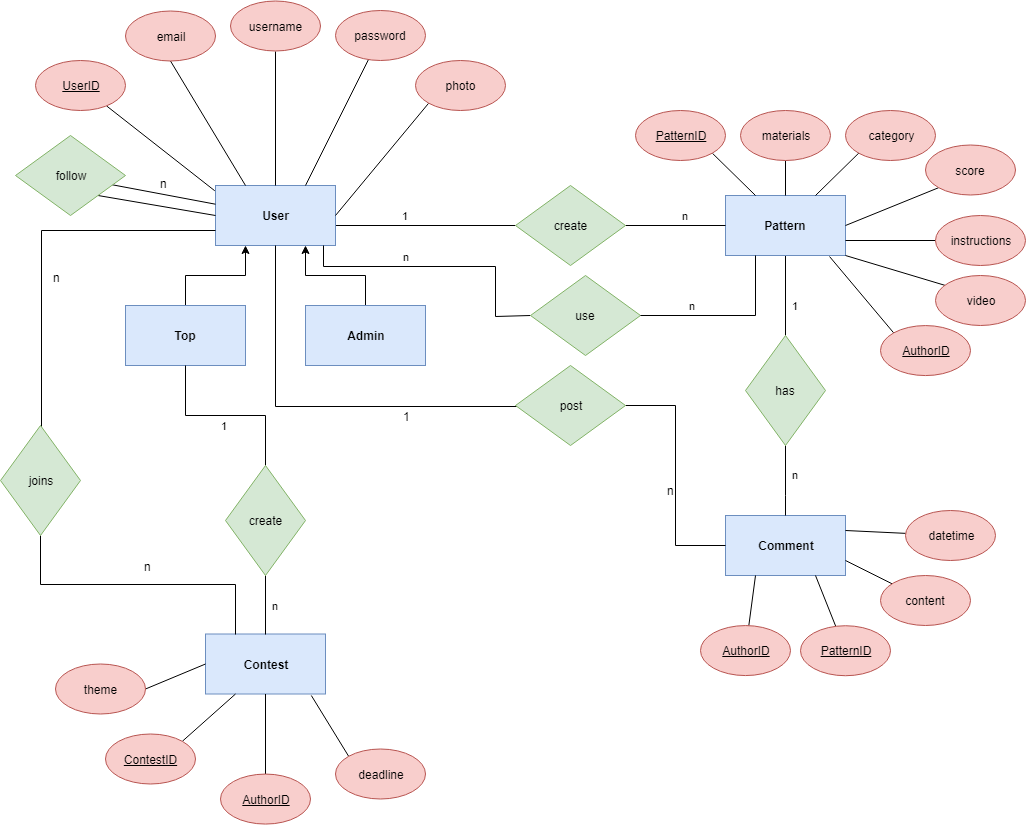 username
email
password
UserID
photo
PatternID
materials
category
score
follow
n
User
1
create
n
Pattern
instructions
n
n
video
1
n
use
Top
Admin
AuthorID
has
post
1
1
n
joins
n
create
datetime
Comment
n
content
n
AuthorID
PatternID
Contest
theme
ContestID
deadline
AuthorID